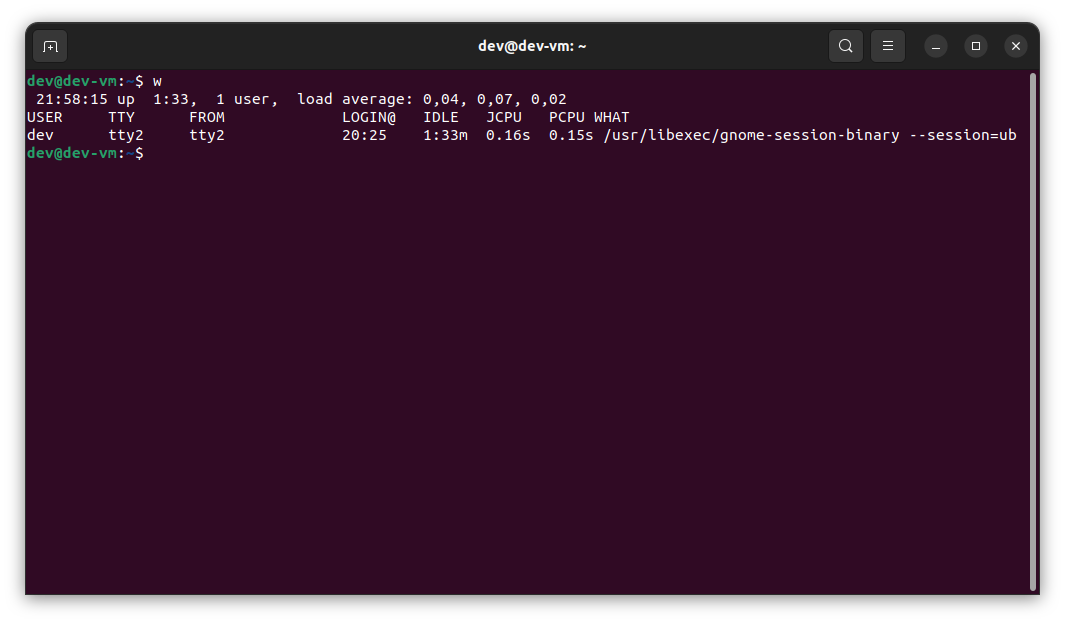 dev@dev-vm: ~
dev@dev-vm:~$ w
 21:58:15 up  1:33,  1 user,  load average: 0,04, 0,07, 0,02
USER     TTY      FROM             LOGIN@   IDLE   JCPU   PCPU WHAT
dev      tty2     tty2             20:25    1:33m  0.16s  0.15s /usr/libexec/gnome-session-binary --session=ub
dev@dev-vm:~$